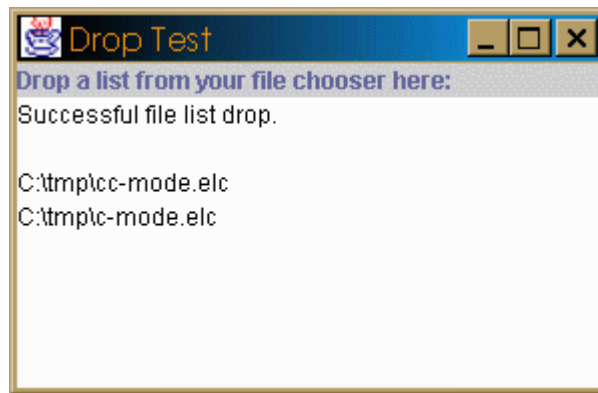 Drop Test
Drop a list from your file chooser here:
Successful file list drop.
C:\tmp\cc-mode.elc
C:\tmp\c-mode.elc